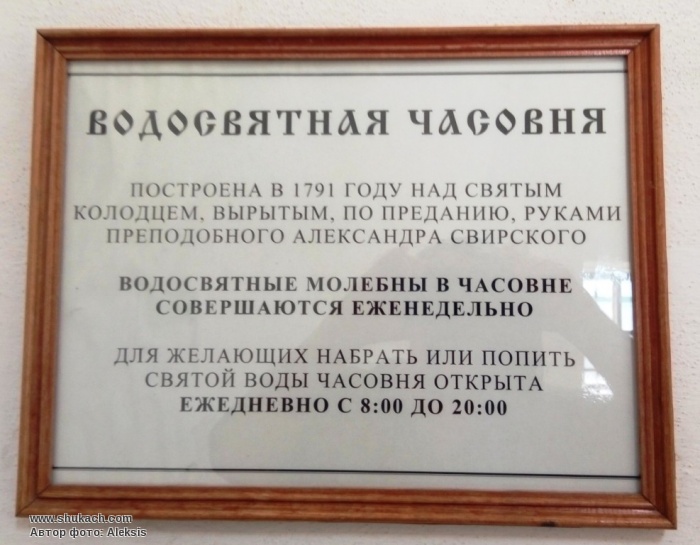 ВОДОСВЯТНАЯ ЧАСОВНЯ
ПОСТРОЕНА В 1791 ГОДУ НАД СВЯТЫМ
КОЛОДЦЕМ, ВЫРЫТЫМ, ПО ПРЕДАНИЮ, РУКАМИ
ПРЕПОДОБНОГО АЛЕКСАНДРА СВИРСКОГО
ВОДОСВЯТНЫЕ МОЛЕБНЫ В ЧАСОВНЕ
СОВЕРШАЮТСЯ ЕЖЕНЕДЕЛЬНО
ДЛЯ ЖЕЛАЮЩИХ НАБРАТЬ ИЛИ ПОПИТЬ
СВЯТОЙ ВОДЫ ЧАСОВНЯ ОТКРЫТА
ЕЖЕДНЕВНО С 8:00 ДО 20:00
www.shukach.com
Автор фото: Aleksis